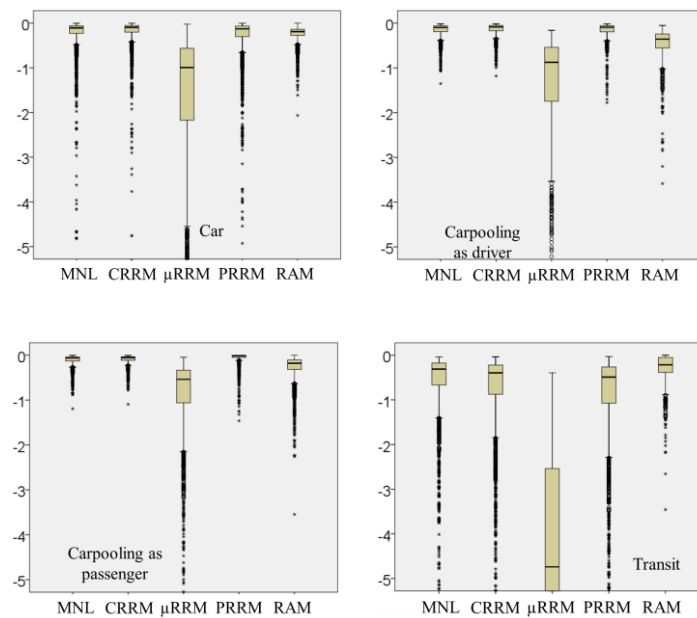 0
-1
-2
-3
-4
-5
Car
MNL CRRM μRRM PRRM RAM
0
-1
-2
-3
-4
-5
Carpooling
as driver
MNL CRRM μRRM PRRM RAM
0
-1
-2
-3
-4
-5
Carpooling as
passenger
MNL CRRM μRRM PRRM RAM
0
-1
-2
-3
-4
-5
Transit
MNL CRRM μRRM PRRM RAM